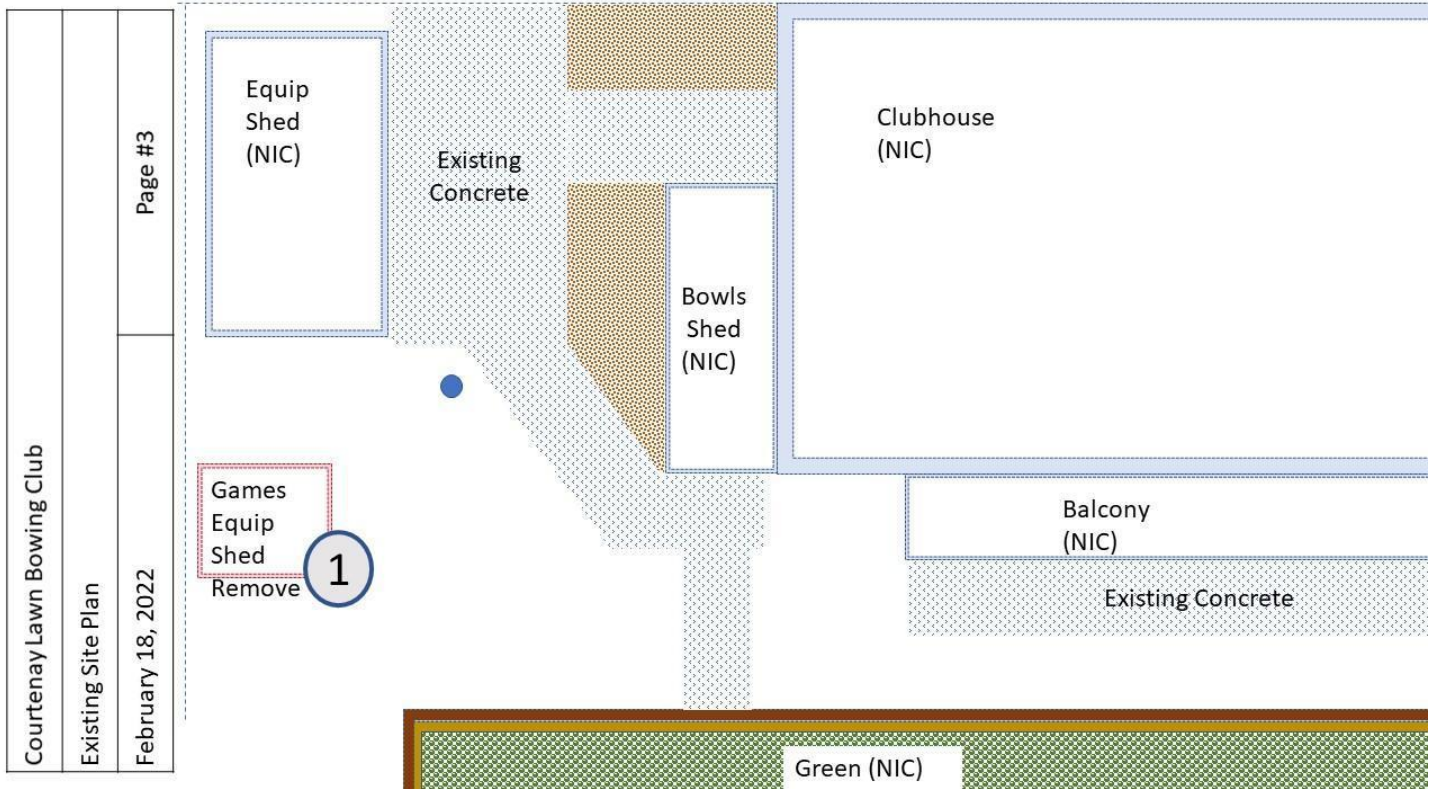 Courtenay Lawn Bowing Club
Existing Site Plan
February 18, 2022
Page #3
Equip
Shed
(NIC)
Existing
Concrete
Clubhouse
(NIC)
Bowls
Shed
(NIC)
Games
Equip
Shed
Remove
1
Balcony
(NIC)
Existing Concrete
Green (NIC)